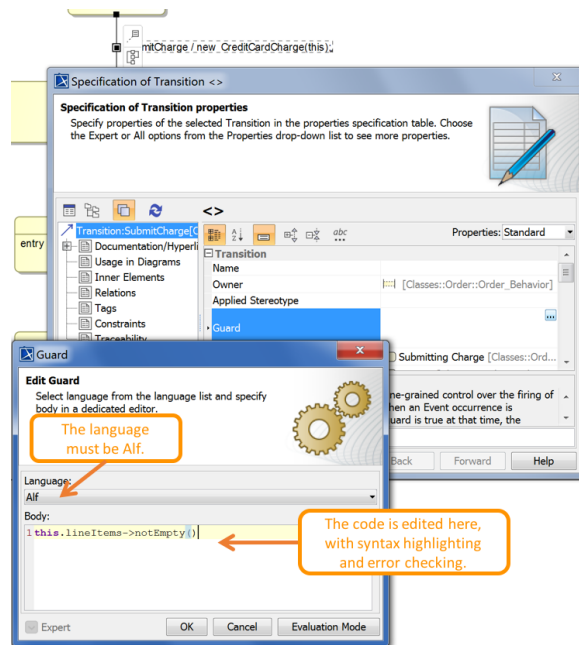 mitCharge / new CreditCardCharge(this);
Specification of Transition <>
Specification of Transition properties
Specify properties of the selected Transition in the properties specification table. Choose
the Expert or All options from the Properties drop-down list to see more properties.
<>
Transition:SubmitCharge[
Documentation/Hyperli
Usage in Diagrams
Inner Elements
Relations
Tags
Constraints
Traceability
abc
Properties: Standard
Transition
Name
Owner
[Classes::Order::Order_Behavior]
Applied Stereotype
Guard
...
Submitting Charge [Classes::Ord...
entry
ne-grained control over the firing of
hen an Event occurrence is
uard is true at that time, the
Back
Forward
Help
Guard
Edit Guard
Select language from the language
list and specify
body in a dedicated editor.
The language
must be Alf.
Language:
Alf
Body:
1 this.lineItems->notEmpty()
The code is edited here,
with syntax highlighting
and error checking.
Expert
OK
Cancel
Evaluation Mode